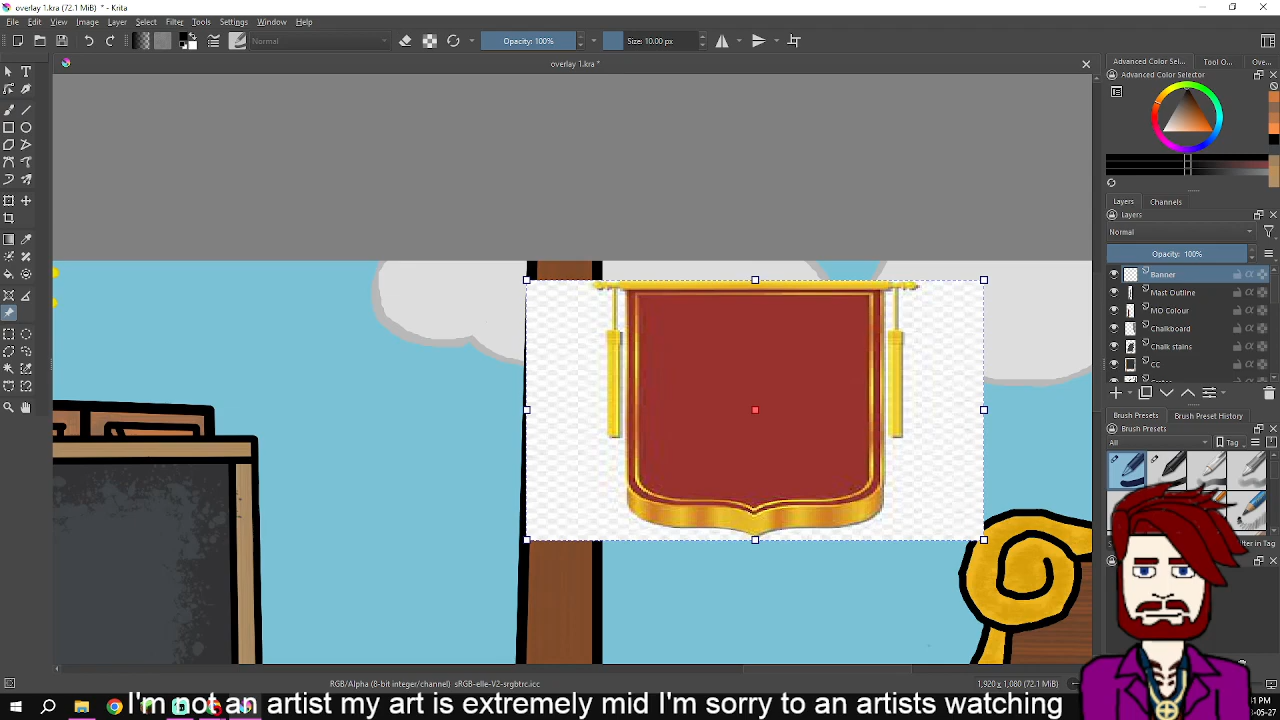 overlay 1.kra (72.1 MiB) * - Krita
File Edit View Image Layer Select Filter Tools Settings Window Help
Normal Opacity: 100% Size: 10.00 px
overlay 1.kra *
Advanced Color Sel... Tool O... Ove...
Advanced Color Selector
Layers Channels
Layers
Normal
Opacity: 100%
Banner
Mast Outline
MO Colour
Chalkboard
Chalk stains
CC
Brush Presets Brush Preset History
Brush Presets
All Tag
ter in Tag
RGB/Alpha (8-bit integer/channel) sRGB-elle-V2-srgbtrc.icc 1,920 x 1,080 (72.1 MiB)
I'm not an artist my art is extremely mid I'm sorry to an artists watching